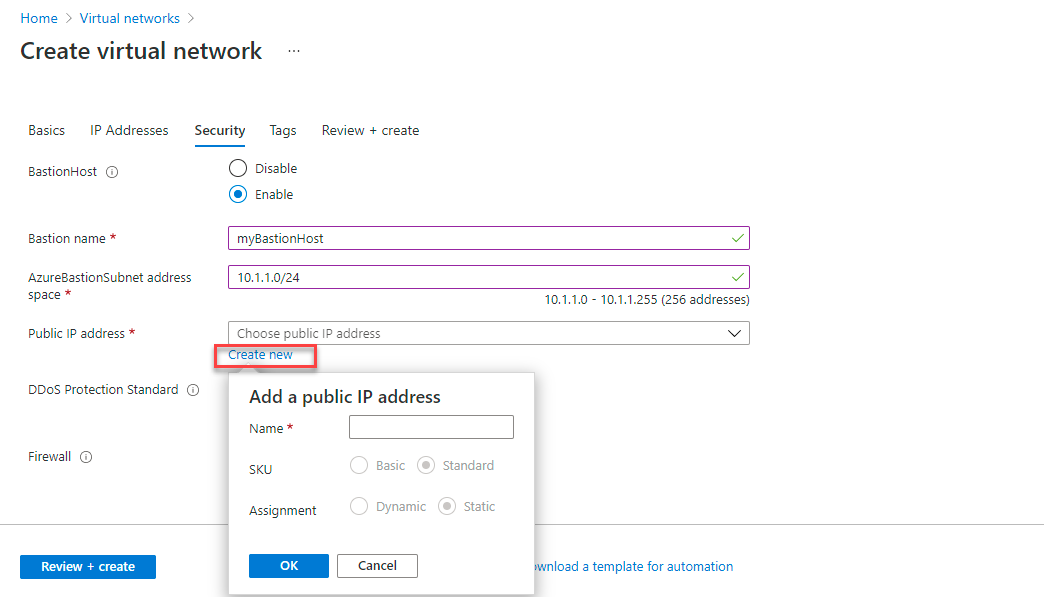 Home > Virtual networks >
Create virtual network ...
Basics IP Addresses Security Tags Review + create
BastionHost
Disable
Enable
Bastion name *
myBastionHost
AzureBastionSubnet address
space *
10.1.1.0/24
10.1.1.0 - 10.1.1.255 (256 addresses)
Public IP address *
Choose public IP address
Create new
DDoS Protection Standard
Firewall
Add a public IP address
Name *
SKU
Basic Standard
Assignment
Dynamic Static
OK Cancel
Review + create
ownload a template for automation